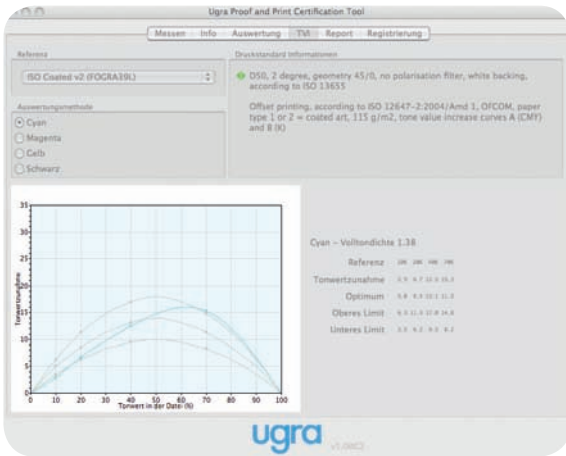 Ugra Proof and Print Certification Tool
Messen Info Auswertung TVI Report Registrierung
Referenz
ISO Coated v2 (FOGRA39L)
Auswertungsmethode
Cyan
Magenta
Gelb
Schwarz
Druckstandard Informationen
D50, 2 degree, geometry 45/0, no polarisation filter, white backing,
according to ISO 13655
Offset printing, according to ISO 12647-2:2004/Amd 1, OFCOM, paper
type 1 or 2 = coated art, 115 g/m2, tone value increase curves A (CMY)
and B (K)
35
30
25
20
15
10
5
0
Tonwertzunahme
0 10 20 30 40 50 60 70 80 90 100
Tonwert in der Datei (%)
Cyan - Volltondichte 1.38
Referenz
Tonwertzunahme
Optimum
Oberes Limit
Unteres Limit
ugra